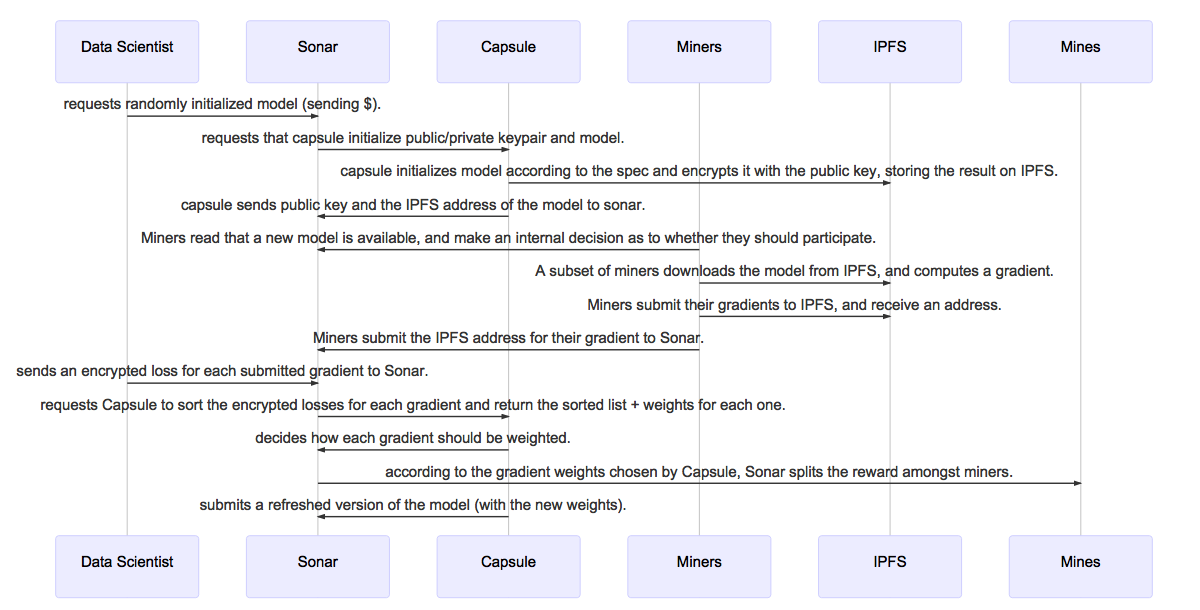 Data Scientist
Sonar
Capsule
Miners
IPFS
Mines
requests randomly initialized model (sending $).
requests that capsule initialize public/private keypair and model.
capsule initializes model according to the spec and encrypts it with the public key, storing the result on IPFS.
capsule sends public key and the IPFS address of the model to sonar.
Miners read that a new model is available, and make an internal decision as to whether they should participate.
A subset of miners downloads the model from IPFS, and computes a gradient.
Miners submit their gradients to IPFS, and receive an address.
Miners submit the IPFS address for their gradient to Sonar.
sends an encrypted loss for each submitted gradient to Sonar.
requests Capsule to sort the encrypted losses for each gradient and return the sorted list + weights for each one.
decides how each gradient should be weighted.
according to the gradient weights chosen by Capsule, Sonar splits the reward amongst miners.
submits a refreshed version of the model (with the new weights).
Data Scientist
Sonar
Capsule
Miners
IPFS
Mines